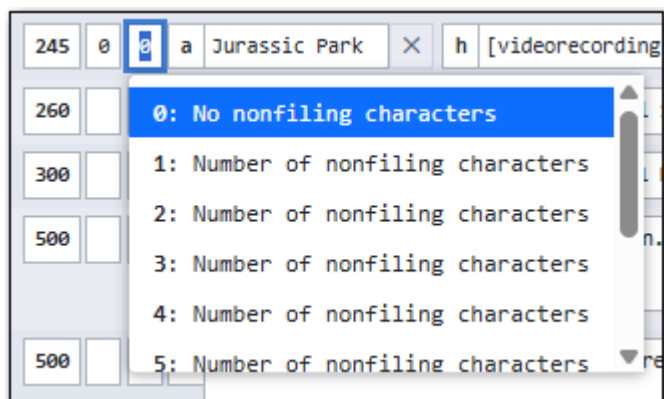 245 0 0 a Jurassic Park × h [videorecording
260
0: No nonfiling characters
300
1: Number of nonfiling characters
2: Number of nonfiling characters
500 n.
3: Number of nonfiling characters
4: Number of nonfiling characters
500 re
5: Number of nonfiling characters